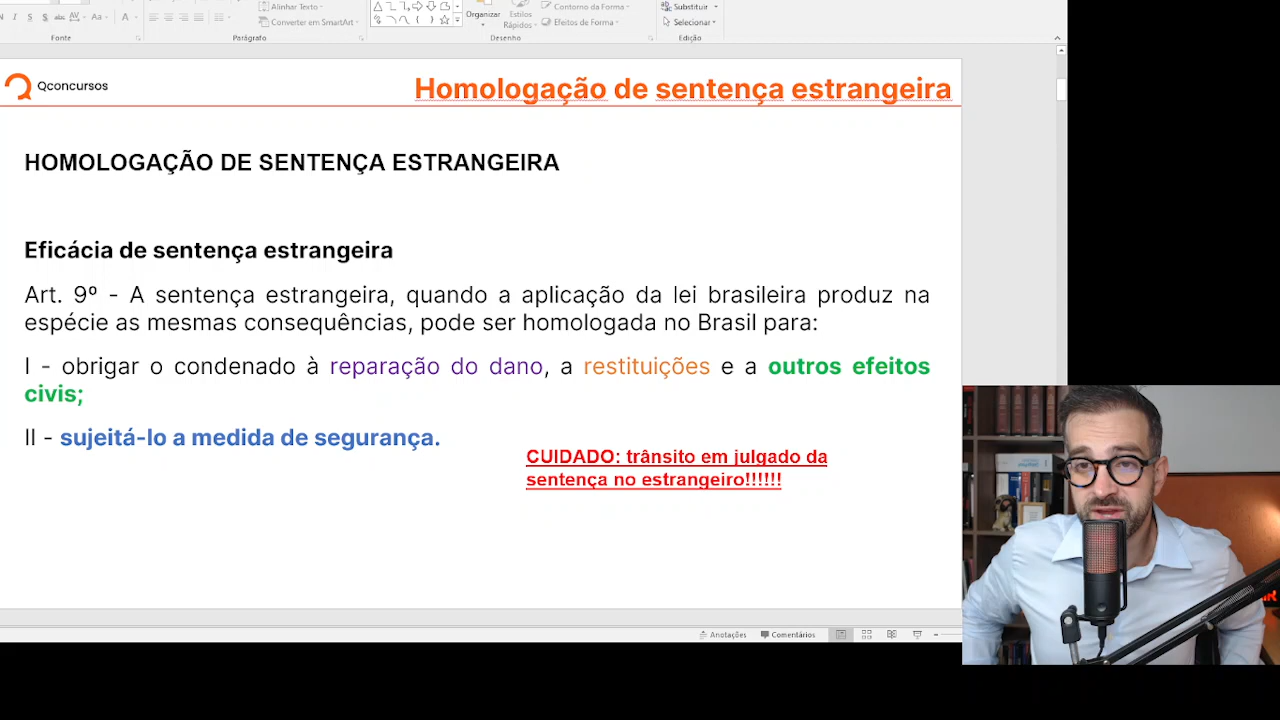 Alinhar Texto
Converter em SmartArt
Organizar
Estilos
Rápidos
Contorno da Forma
Efeitos de Forma
Substituir
Selecionar
N I S S abc AV Aa A
Fonte
Parágrafo
Desenho
Edição
Qconcursos
Homologação de sentença estrangeira
HOMOLOGAÇÃO DE SENTENÇA ESTRANGEIRA
Eficácia de sentença estrangeira
Art. 9º - A sentença estrangeira, quando a aplicação da lei brasileira produz na
espécie as mesmas consequências, pode ser homologada no Brasil para:
I - obrigar o condenado à reparação do dano, a restituições e a outros efeitos
civis;
II - sujeitá-lo a medida de segurança.
CUIDADO: trânsito em julgado da
sentença no estrangeiro!!!!!!
Anotações
Comentários